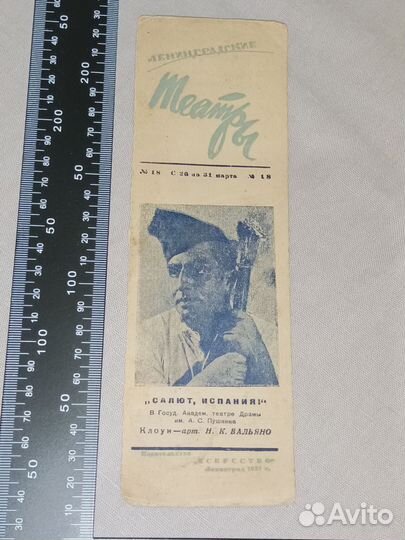 ЛЕНИНГРАДСКИЕ
Театры
№ 18 С 26 по 31 марта № 18
„САЛЮТ, ИСПАНИЯ!“
В Госуд. Академ. театре Драмы
им. А. С. Пушкина
Клоун—арт. Н. К. ВАЛЬЯНО
Издательство
„ИСКУССТВО“
Ленинград 1937 г.
Avito